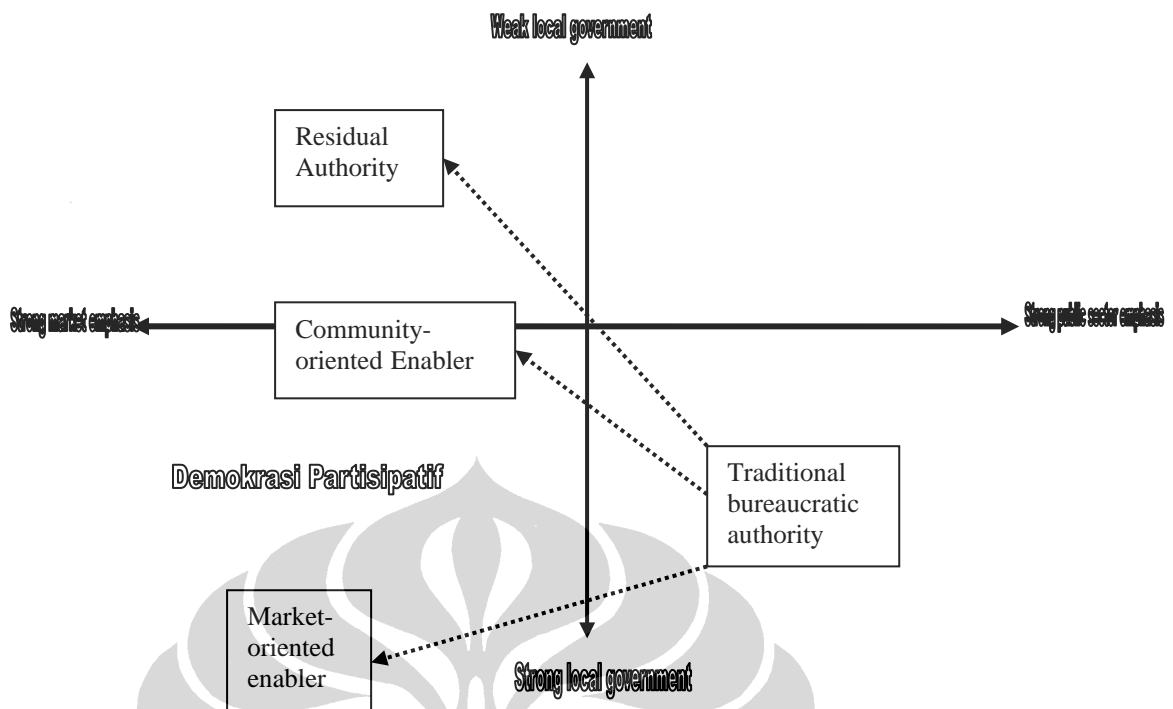 Weak local government
Residual
Authority
Strong market emphasis
Community-
oriented Enabler
Strong public sector emphasis
Demokrasi Partisipatif
Traditional
bureaucratic
authority
Market-
oriented
enabler
Strong local government